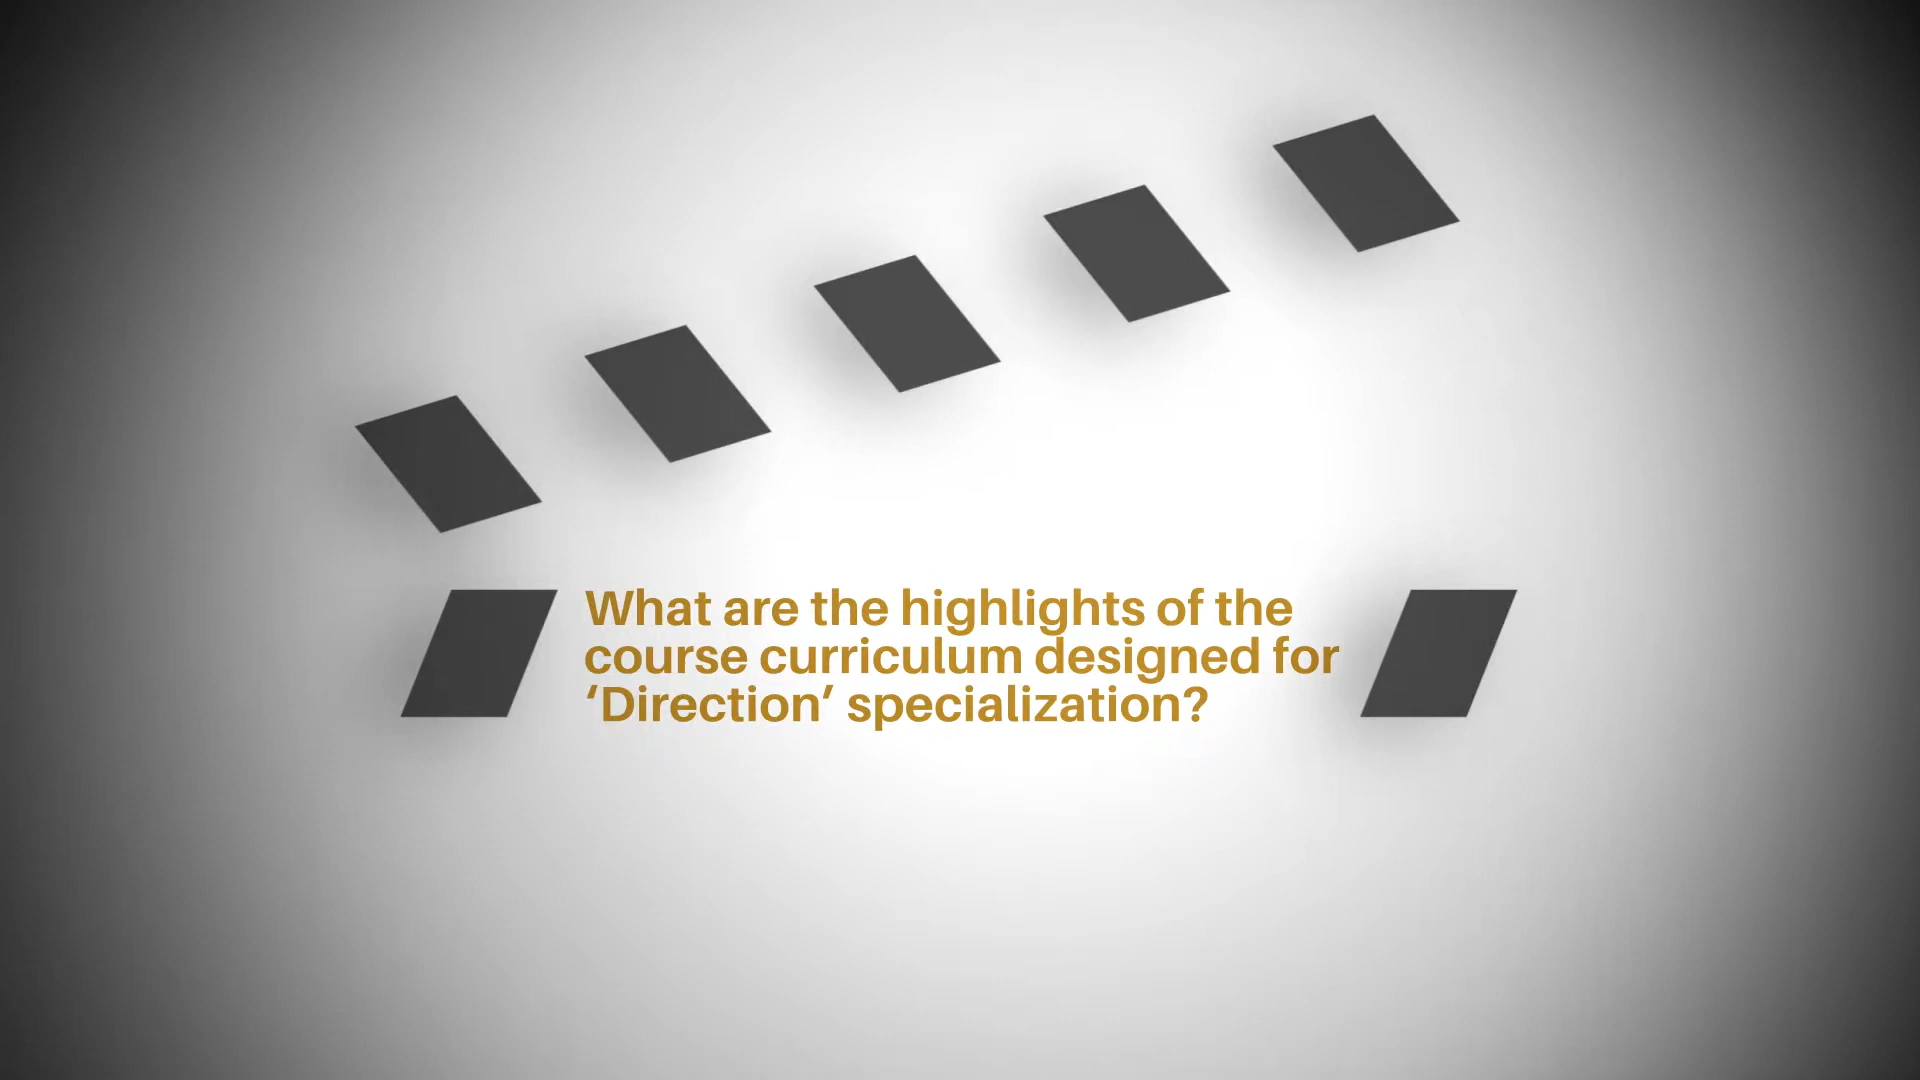 What are the highlights of the
course curriculum designed for
‘Direction’ specialization?